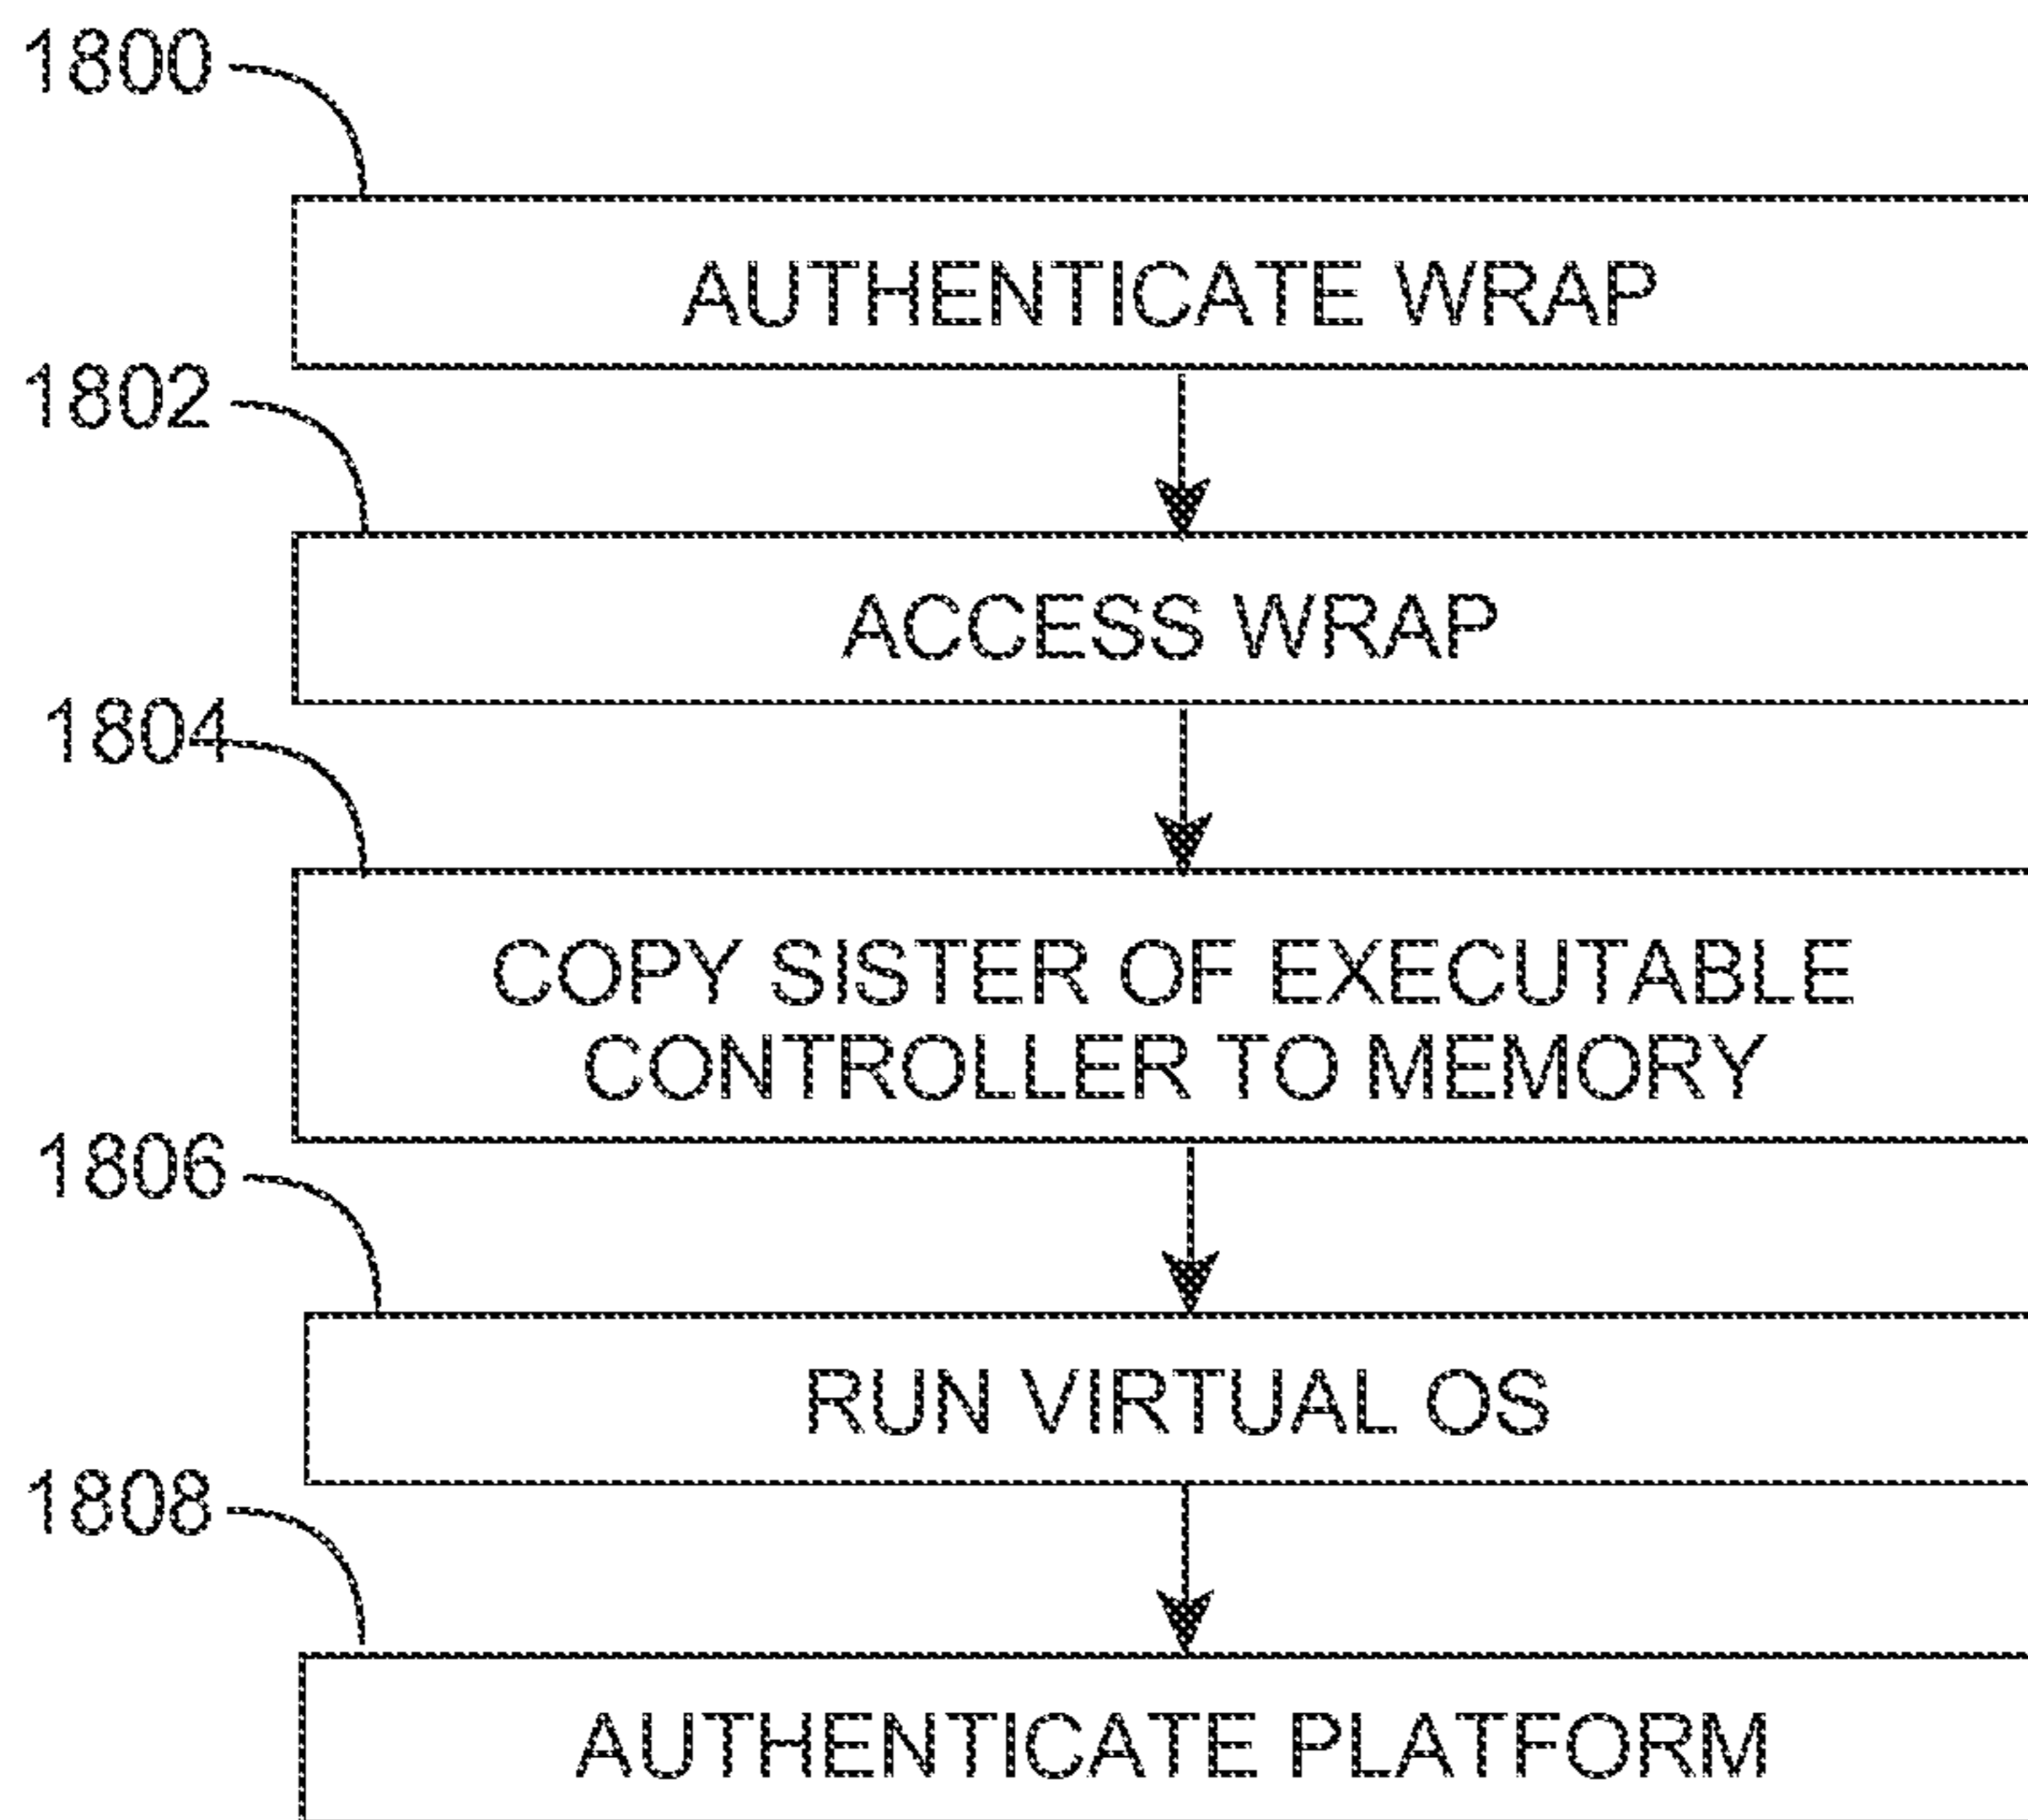 1800
AUTHENTICATE WRAP
1802
ACCESS WRAP
1804
COPY SISTER OF EXECUTABLE
CONTROLLER TO MEMORY
1806
RUN VIRTUAL OS
1808
AUTHENTICATE PLATFORM